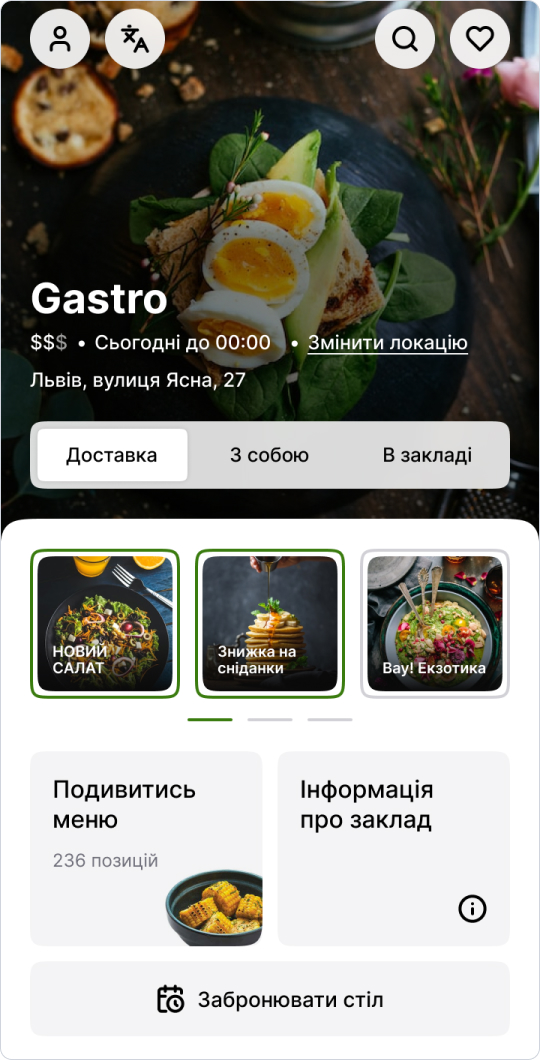 Gastro
$$$ • Сьогодні до 00:00 • Змінити локацію
Львів, вулиця Ясна, 27
Доставка З собою В закладі
НОВИЙ
САЛАТ
Знижка на
сніданки
Вау! Екзотика
Подивитись
меню
236 позицій
Інформація
про заклад
Забронювати стіл